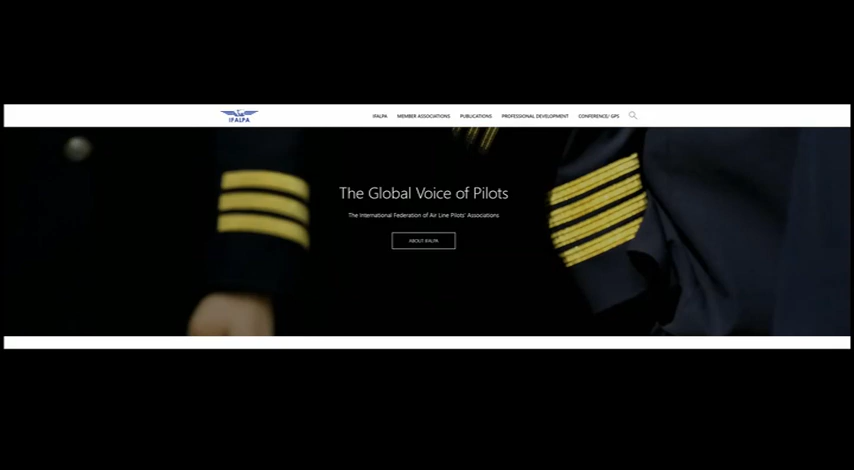 IFALPA
IFALPA MEMBER ASSOCIATIONS PUBLICATIONS PROFESSIONAL DEVELOPMENT CONFERENCE/ GPS
The Global Voice of Pilots
The International Federation of Air Line Pilots' Associations
ABOUT IFALPA